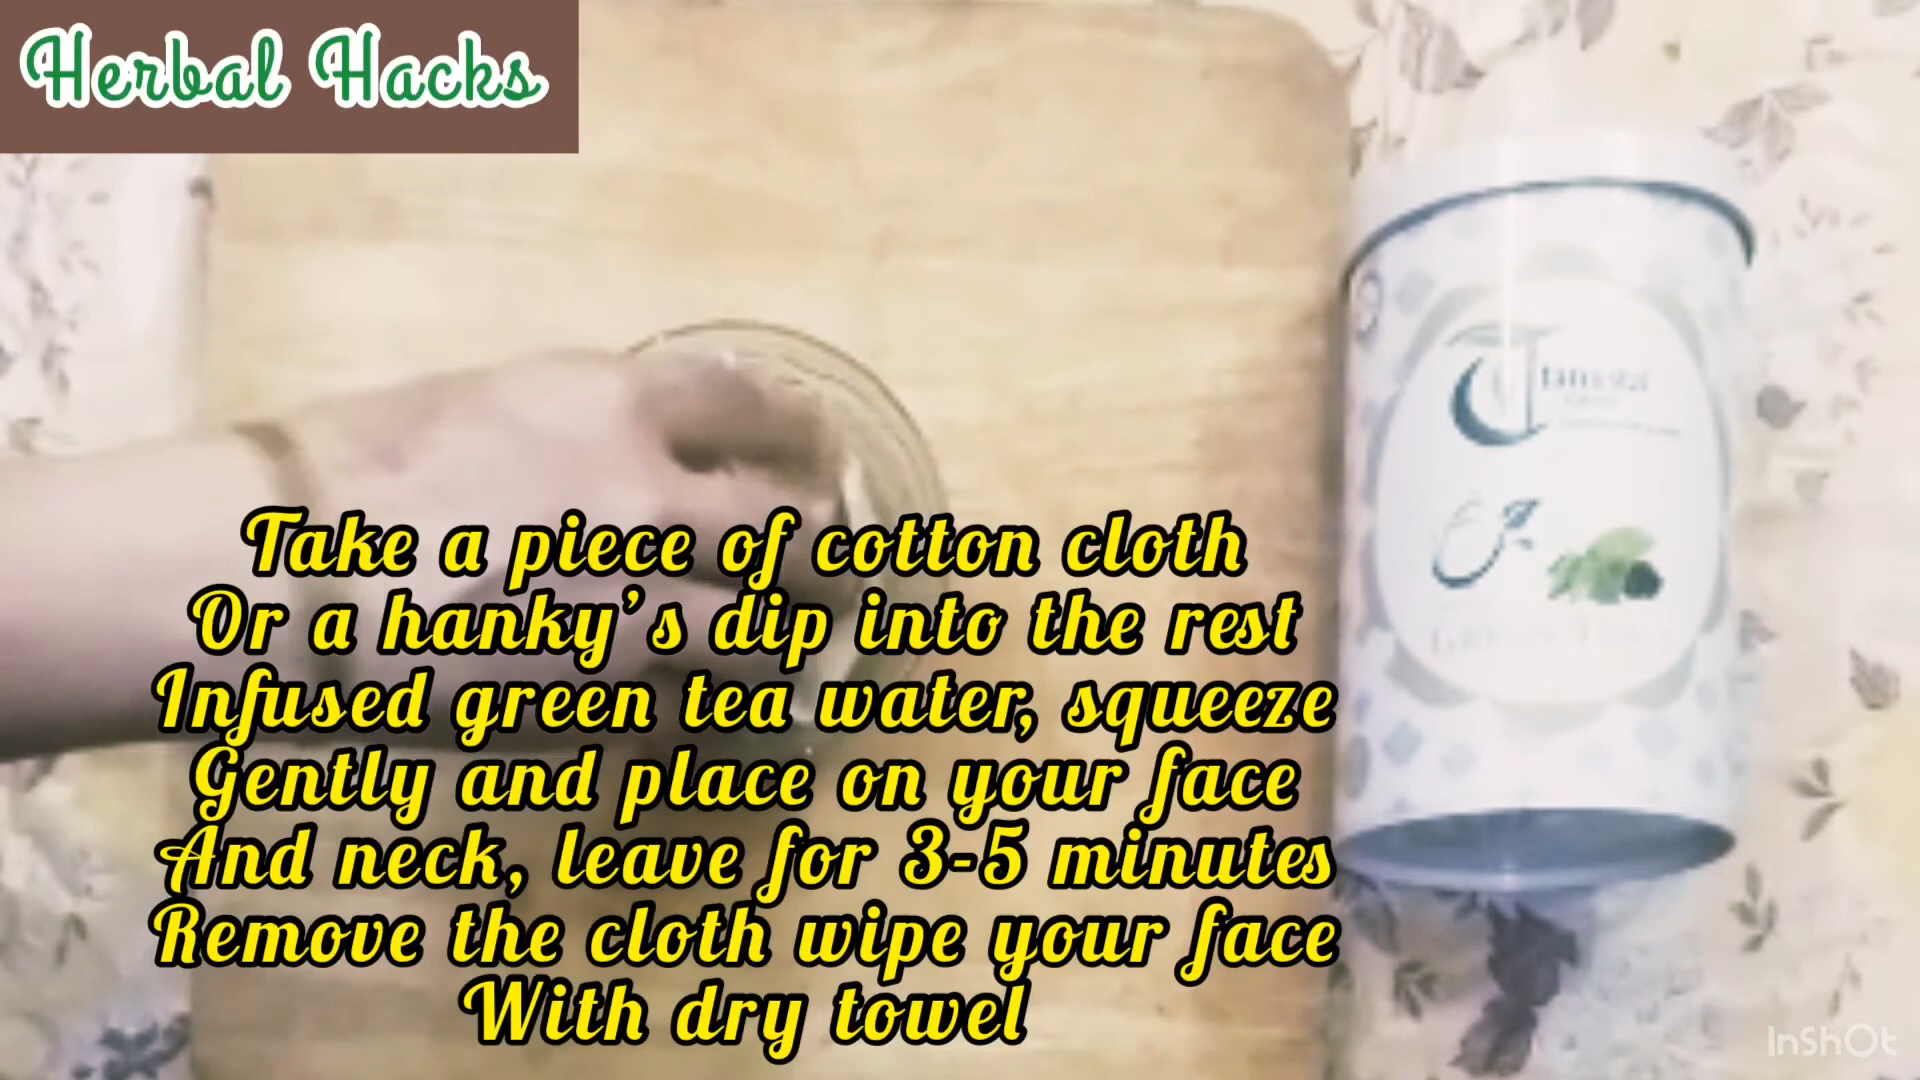 Herbal Hacks
Take a piece of cotton cloth
Or a hanky's dip into the rest
Infused green tea water, squeeze
Gently and place on your face
And neck, leave for 3-5 minutes
Remove the cloth wipe your face
With dry towel
InShOt